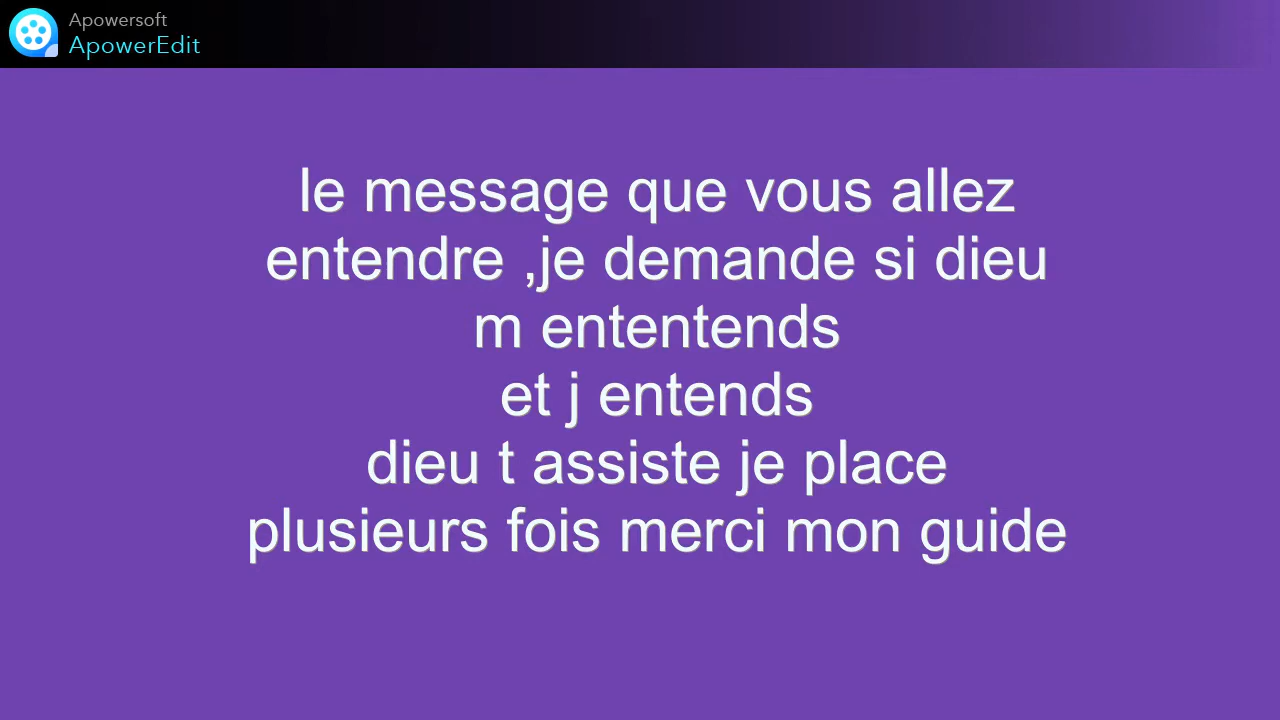 Apowersoft
ApowerEdit
le message que vous allez
entendre ,je demande si dieu
m ententends
et j entends
dieu t assiste je place
plusieurs fois merci mon guide